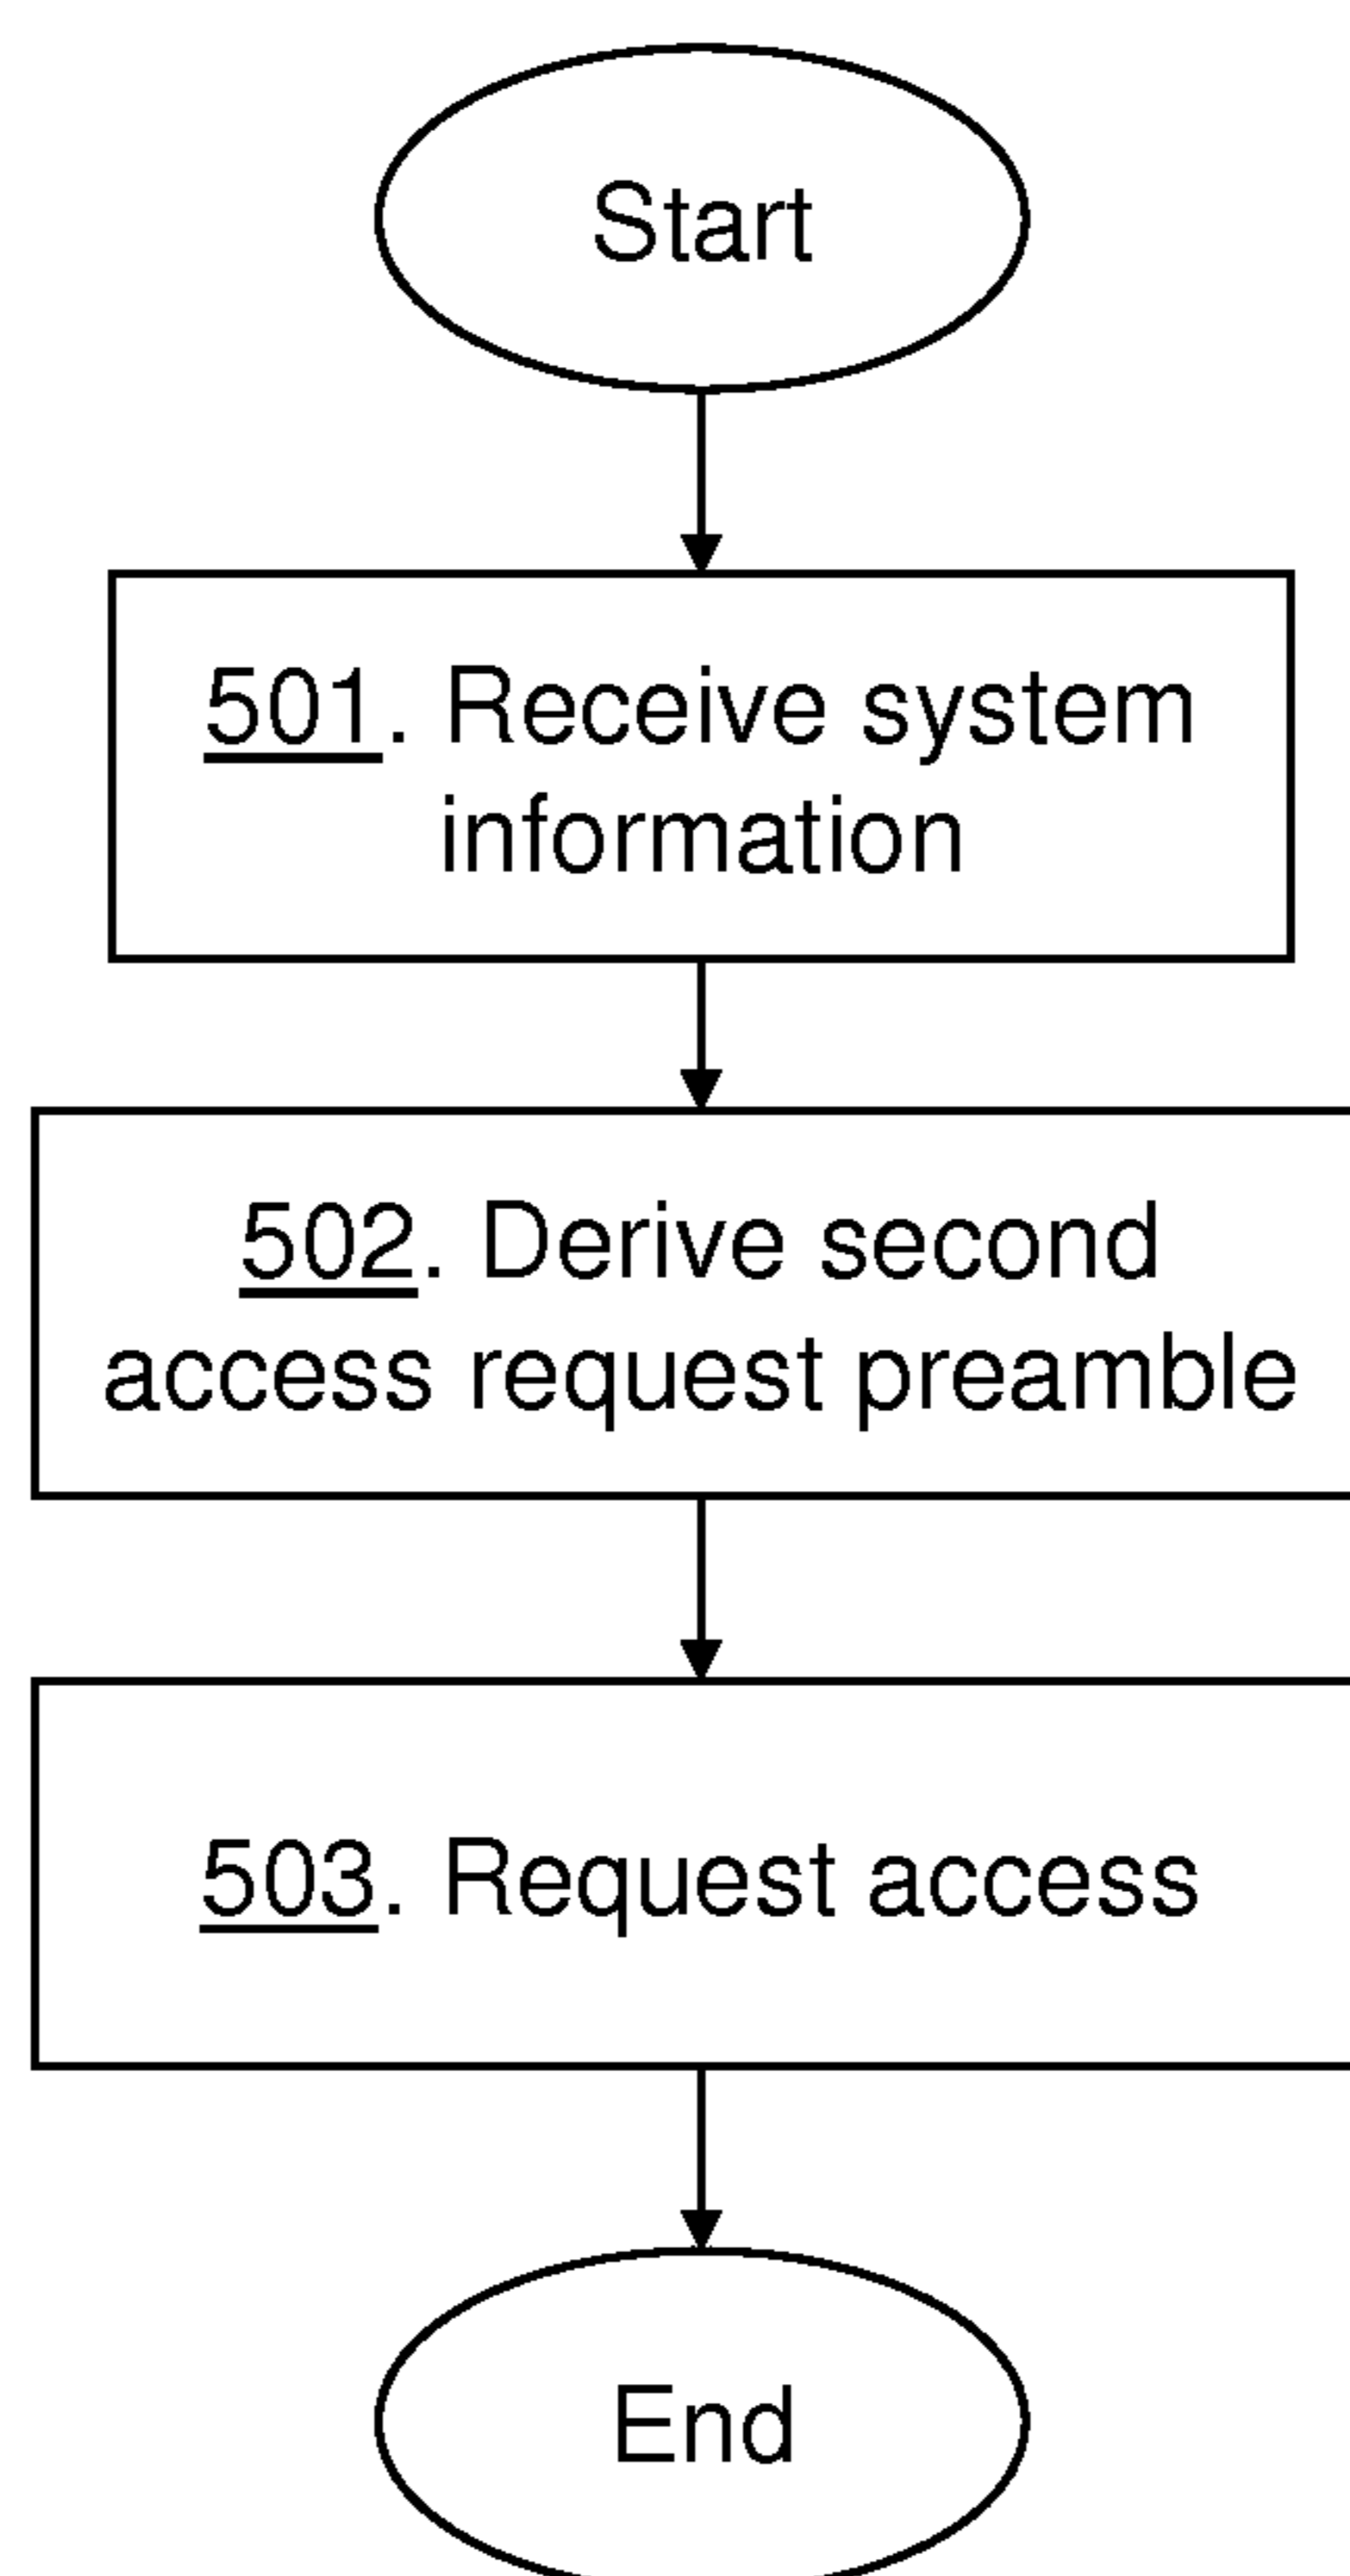 Start
501. Receive system
information
502. Derive second
access request preamble
503. Request access
End